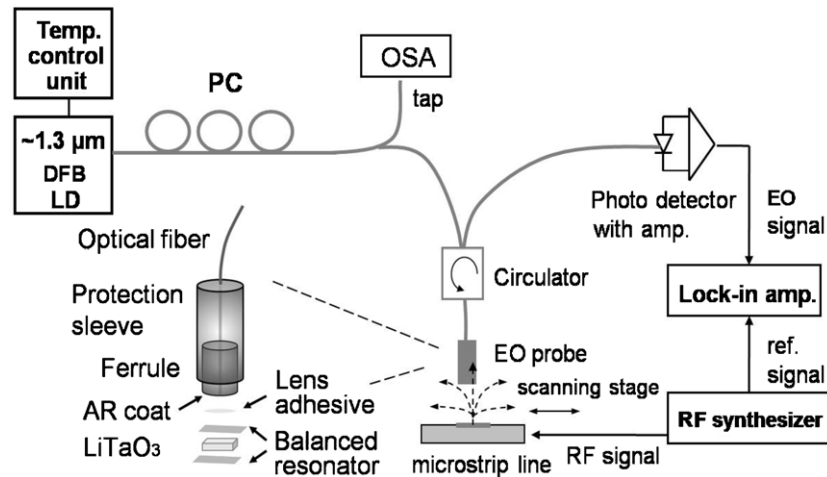 Temp.
control
unit
~1.3 μm
DFB
LD
PC
OSA
tap
Photo detector
with amp.
EO
signal
Lock-in amp.
ref.
signal
RF synthesizer
RF signal
Circulator
EO probe
scanning stage
microstrip line
Optical fiber
Protection
sleeve
Ferrule
AR coat
Lens
adhesive
LiTaO₃
Balanced
resonator